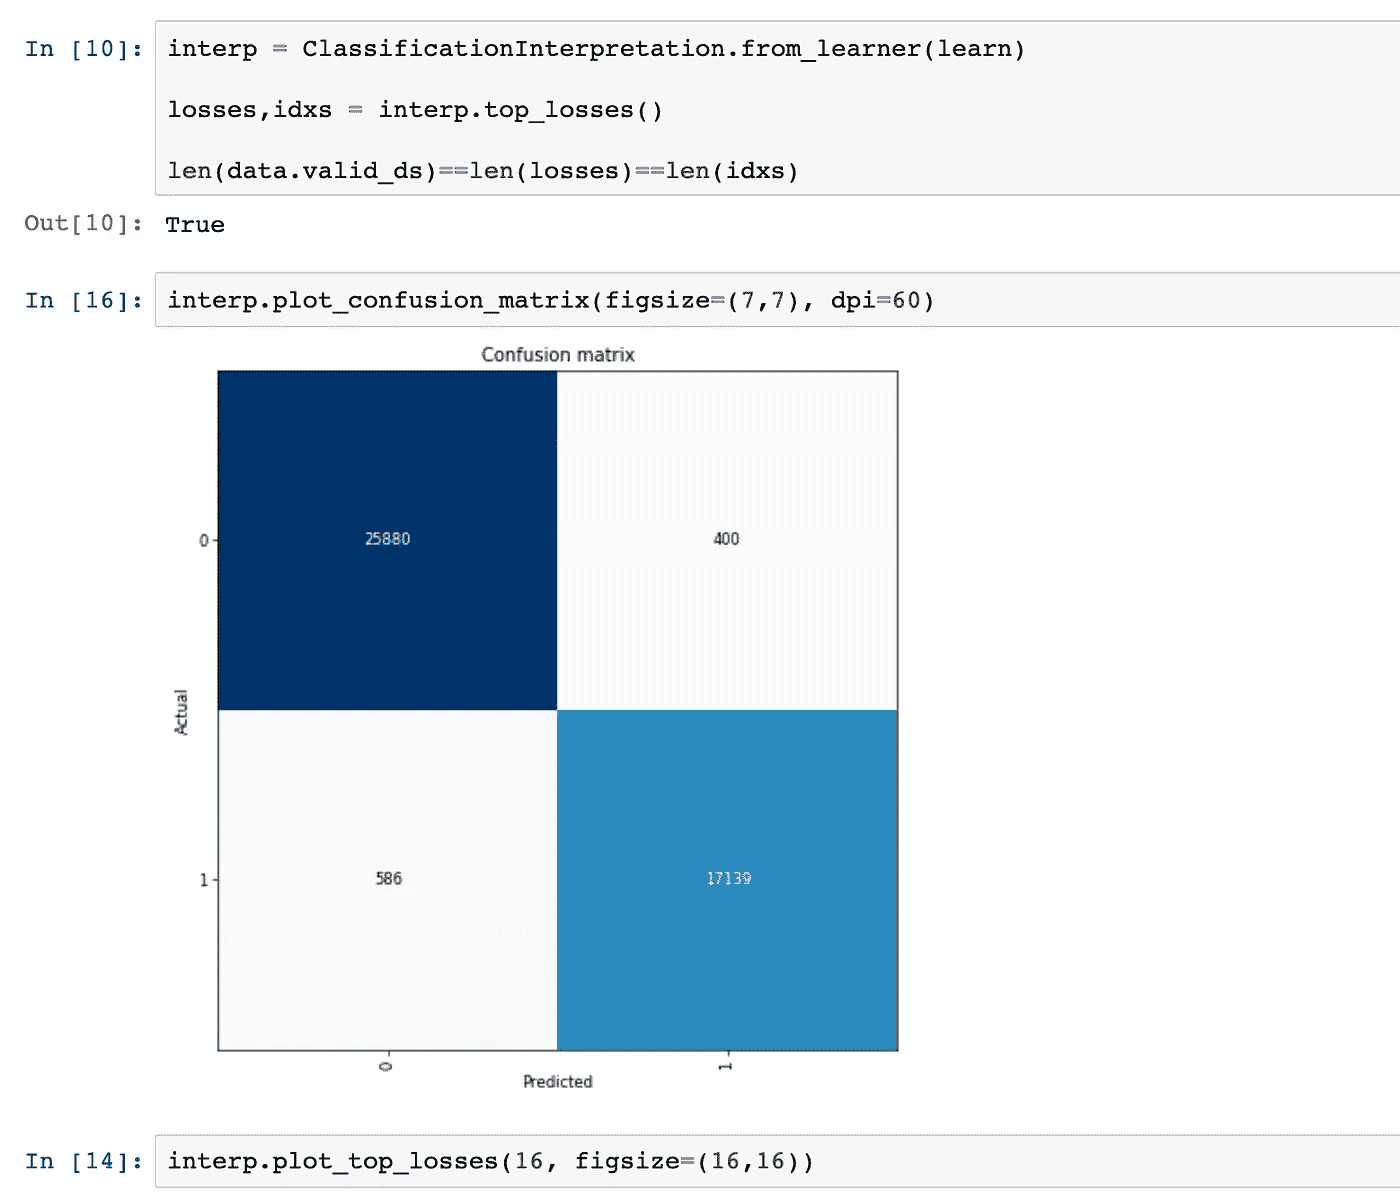 In [10]: interp = ClassificationInterpretation.from_learner(learn)
losses,idxs = interp.top_losses()
len(data.valid_ds)==len(losses)==len(idxs)
Out[10]: True
In [16]: interp.plot_confusion_matrix(figsize=(7,7), dpi=60)
Confusion matrix
0
25880
400
Actual
1
586
17139
0
1
Predicted
In [14]: interp.plot_top_losses(16, figsize=(16,16))